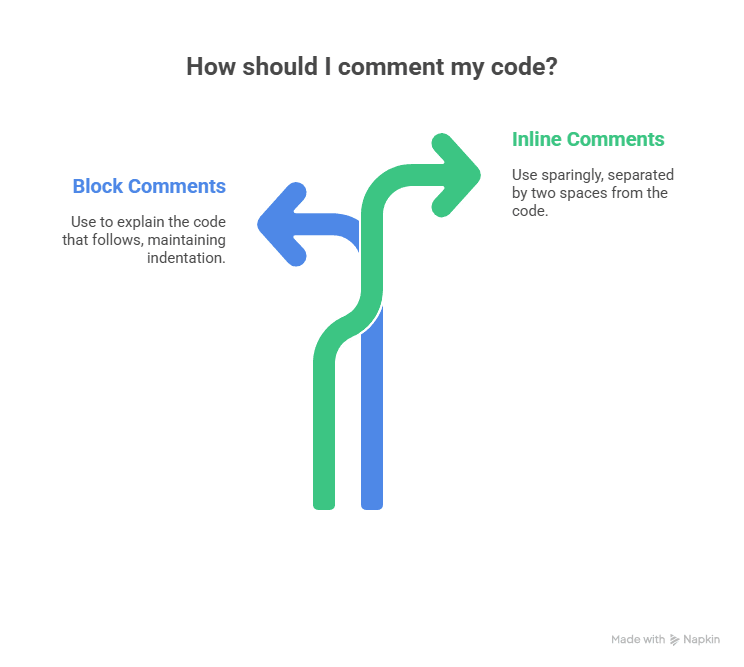 How should I comment my code?
Block Comments
Use to explain the code
that follows, maintaining
indentation.
Inline Comments
Use sparingly, separated
by two spaces from the
code.
Made with Napkin